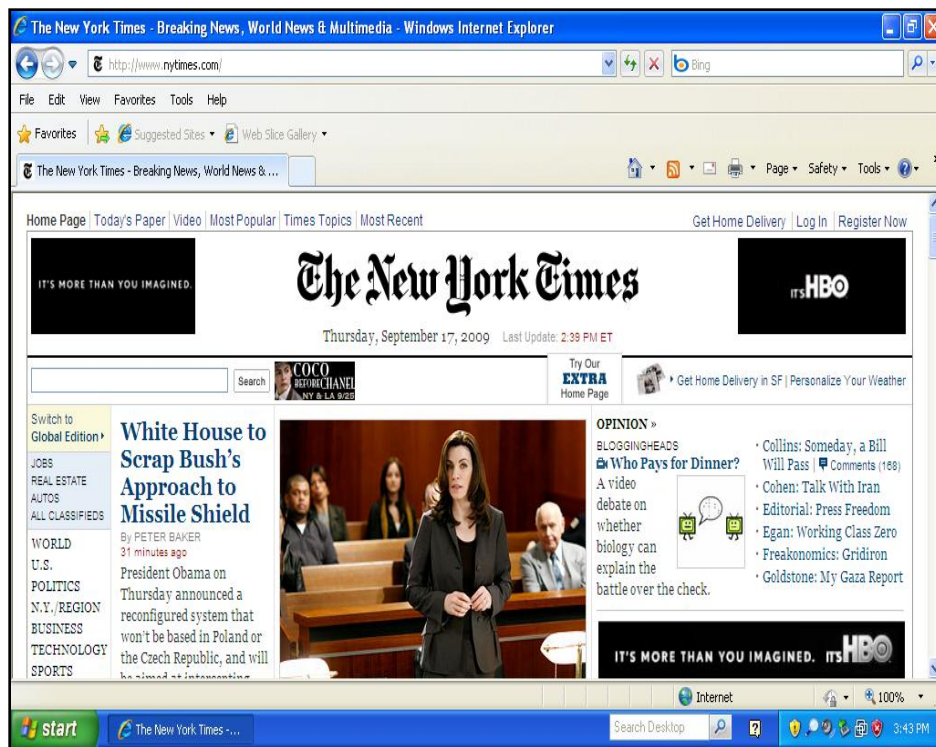 The New York Times - Breaking News, World News & Multimedia - Windows Internet Explorer
http://www.nytimes.com/
Bing
File Edit View Favorites Tools Help
Favorites Suggested Sites Web Slice Gallery
The New York Times - Breaking News, World News & ...
Page Safety Tools
Home Page Today's Paper Video Most Popular Times Topics Most Recent
Get Home Delivery Log In Register Now
IT'S MORE THAN YOU IMAGINED.
The New York Times
IT'S HBO
Thursday, September 17, 2009 Last Update: 2:39 PM ET
Search
COCO
BEFORE CHANEL
NY & LA 9/25
Try Our
EXTRA
Home Page
Get Home Delivery in SF | Personalize Your Weather
Switch to
Global Edition
JOBS
REAL ESTATE
AUTOS
ALL CLASSIFIEDS
WORLD
U.S.
POLITICS
N.Y./REGION
BUSINESS
TECHNOLOGY
SPORTS
White House to
Scrap Bush's
Approach to
Missile Shield
By PETER BAKER
31 minutes ago
President Obama on
Thursday announced a
reconfigured system that
won't be based in Poland or
the Czech Republic, and will
be aimed at intercepting
OPINION »
BLOGGINGHEADS
Who Pays for Dinner?
A video
debate on
whether
biology can
explain the
battle over the check.
· Collins: Someday, a Bill
Will Pass | Comments (168)
· Cohen: Talk With Iran
· Editorial: Press Freedom
· Egan: Working Class Zero
· Freakonomics: Gridiron
· Goldstone: My Gaza Report
IT'S MORE THAN YOU IMAGINED. IT'S HBO
Internet 100%
start
The New York Times -...
Search Desktop
3:43 PM